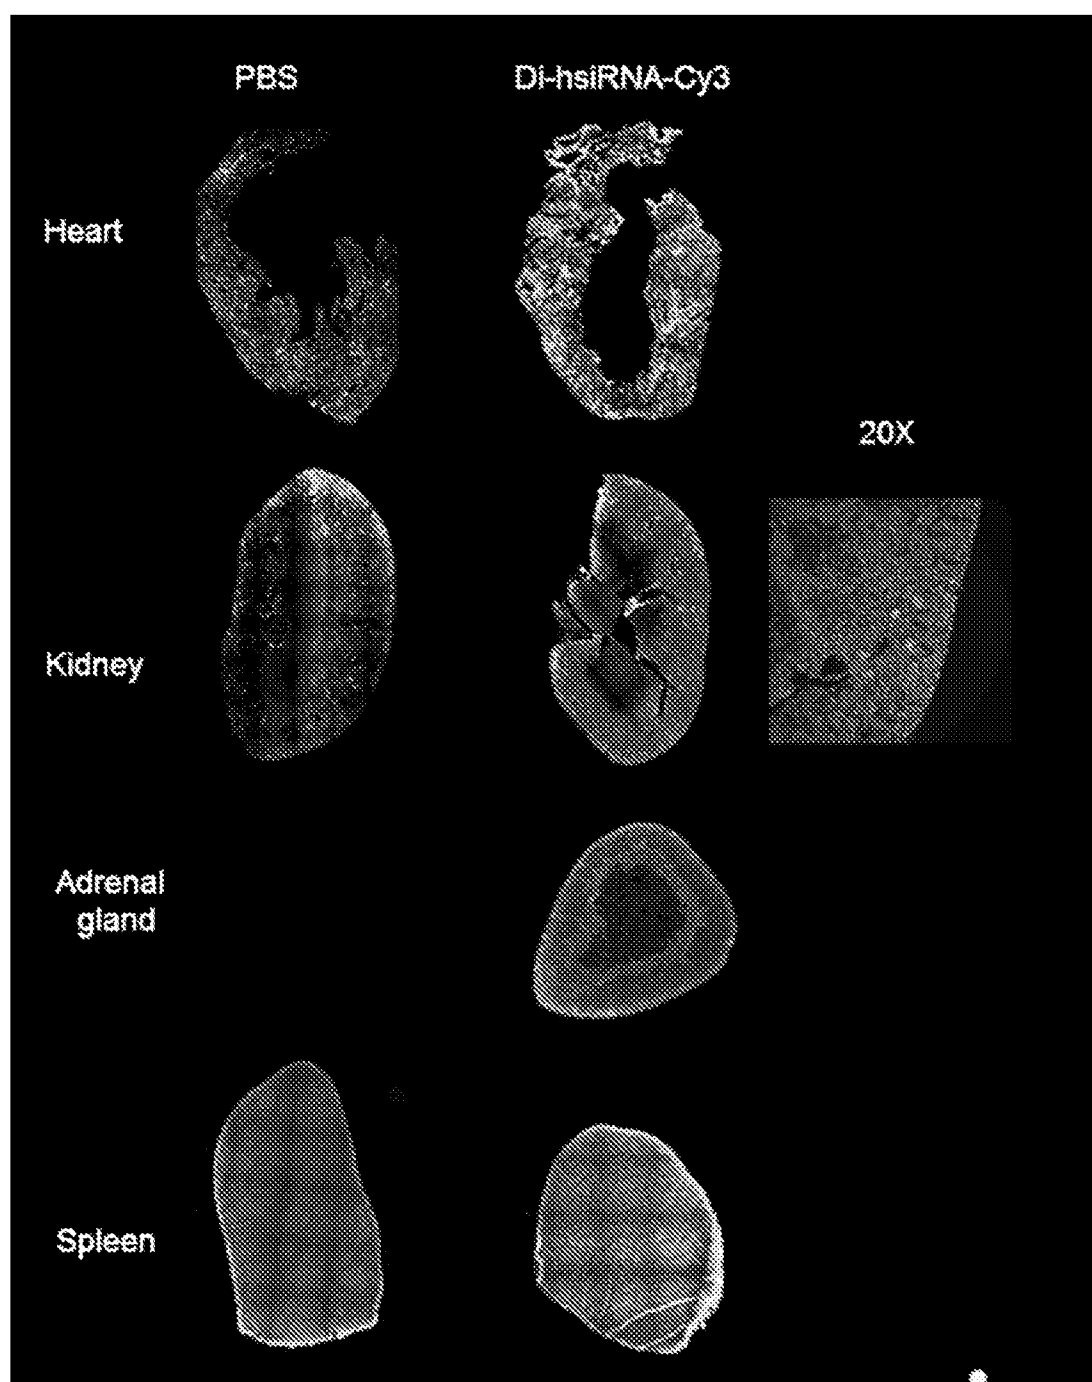 PBS
Di-hsiRNA-Cy3
Heart
20X
Kidney
Adrenal
gland
Spleen